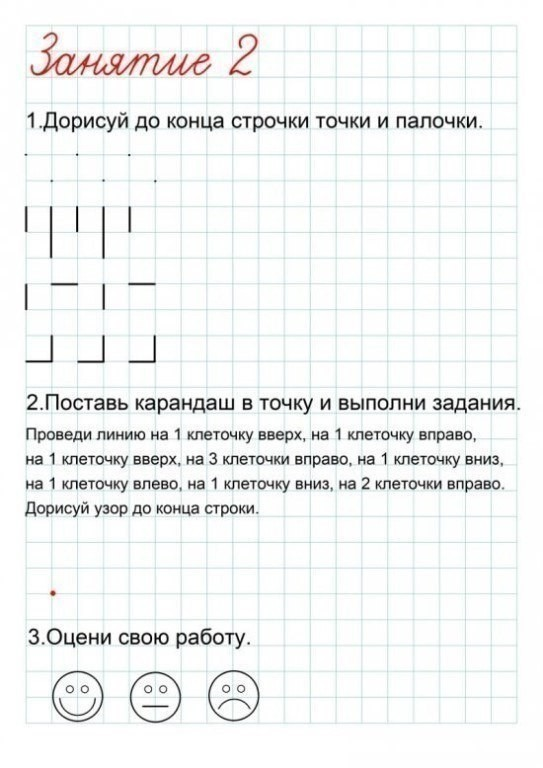 Занятие 2
1.Дорисуй до конца строчки точки и палочки.
2.Поставь карандаш в точку и выполни задания.
Проведи линию на 1 клеточку вверх, на 1 клеточку вправо,
на 1 клеточку вверх, на 3 клеточки вправо, на 1 клеточку вниз,
на 1 клеточку влево, на 1 клеточку вниз, на 2 клеточки вправо.
Дорисуй узор до конца строки.
3.Оцени свою работу.